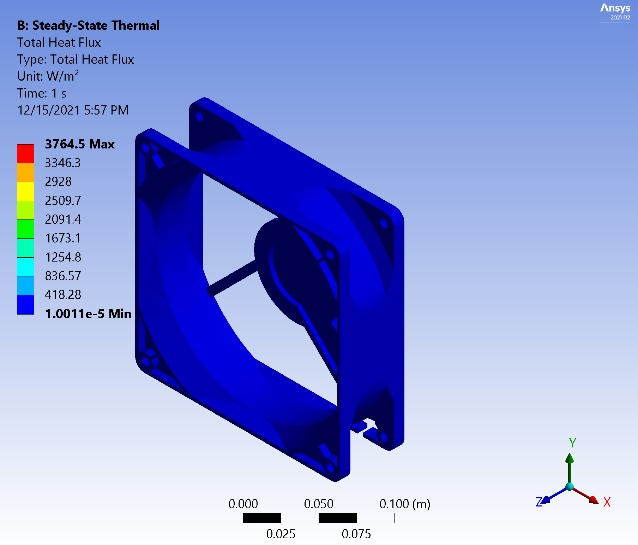 Ansys
2021 R2
B: Steady-State Thermal
Total Heat Flux
Type: Total Heat Flux
Unit: W/m²
Time: 1 s
12/15/2021 5:57 PM
3764.5 Max
3346.3
2928
2509.7
2091.4
1673.1
1254.8
836.57
418.28
1.0011e-5 Min
Y
Z
X
0.000 0.050 0.100 (m)
0.025 0.075